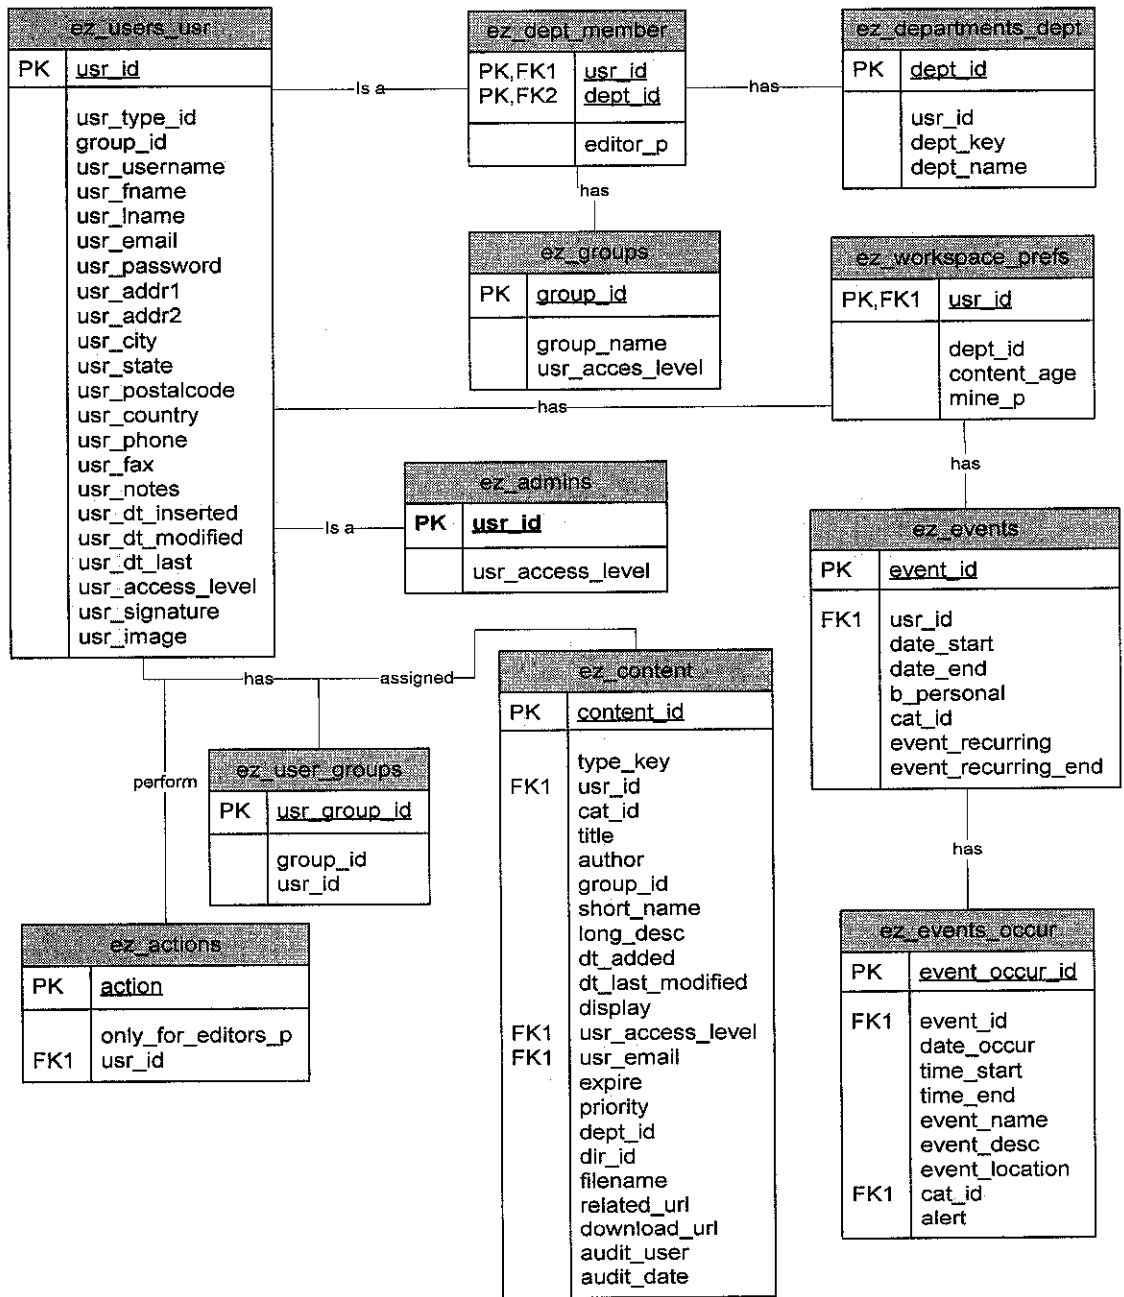 ez_users_usr
PK usr_id
usr_type_id
group_id
usr_username
usr_fname
usr_lname
usr_email
usr_password
usr_addr1
usr_addr2
usr_city
usr_state
usr_postalcode
usr_country
usr_phone
usr_fax
usr_notes
usr_dt_inserted
usr_dt_modified
usr_dt_last
usr_access_level
usr_signature
usr_image
Is a
ez_dept_member
PK,FK1 usr_id
PK,FK2 dept_id
editor_p
has
ez_departments_dept
PK dept_id
usr_id
dept_key
dept_name
has
ez_groups
PK group_id
group_name
usr_acces_level
has
ez_workspace_prefs
PK,FK1 usr_id
dept_id
content_age
mine_p
has
Is a
ez_admins
PK usr_id
usr_access_level
ez_events
PK event_id
FK1 usr_id
date_start
date_end
b_personal
cat_id
event_recurring
event_recurring_end
has
has
assigned
perform
ez_user_groups
PK usr_group_id
group_id
usr_id
ez_actions
PK action
only_for_editors_p
FK1 usr_id
ez_content
PK content_id
type_key
FK1 usr_id
cat_id
title
author
group_id
short_name
long_desc
dt_added
dt_last_modified
display
FK1 usr_access_level
FK1 usr_email
expire
priority
dept_id
dir_id
filename
related_url
download_url
audit_user
audit_date
ez_events_occur
PK event_occur_id
FK1 event_id
date_occur
time_start
time_end
event_name
event_desc
event_location
FK1 cat_id
alert